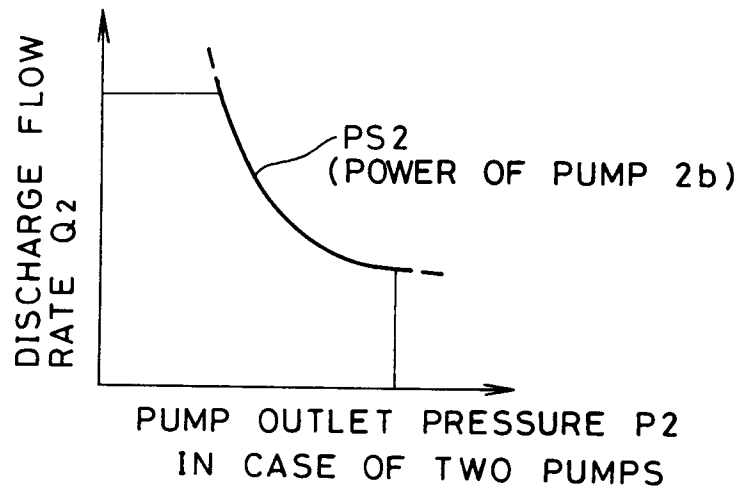 DISCHARGE FLOW
RATE Q2
PS2
(POWER OF PUMP 2b)
PUMP OUTLET PRESSURE P2
IN CASE OF TWO PUMPS